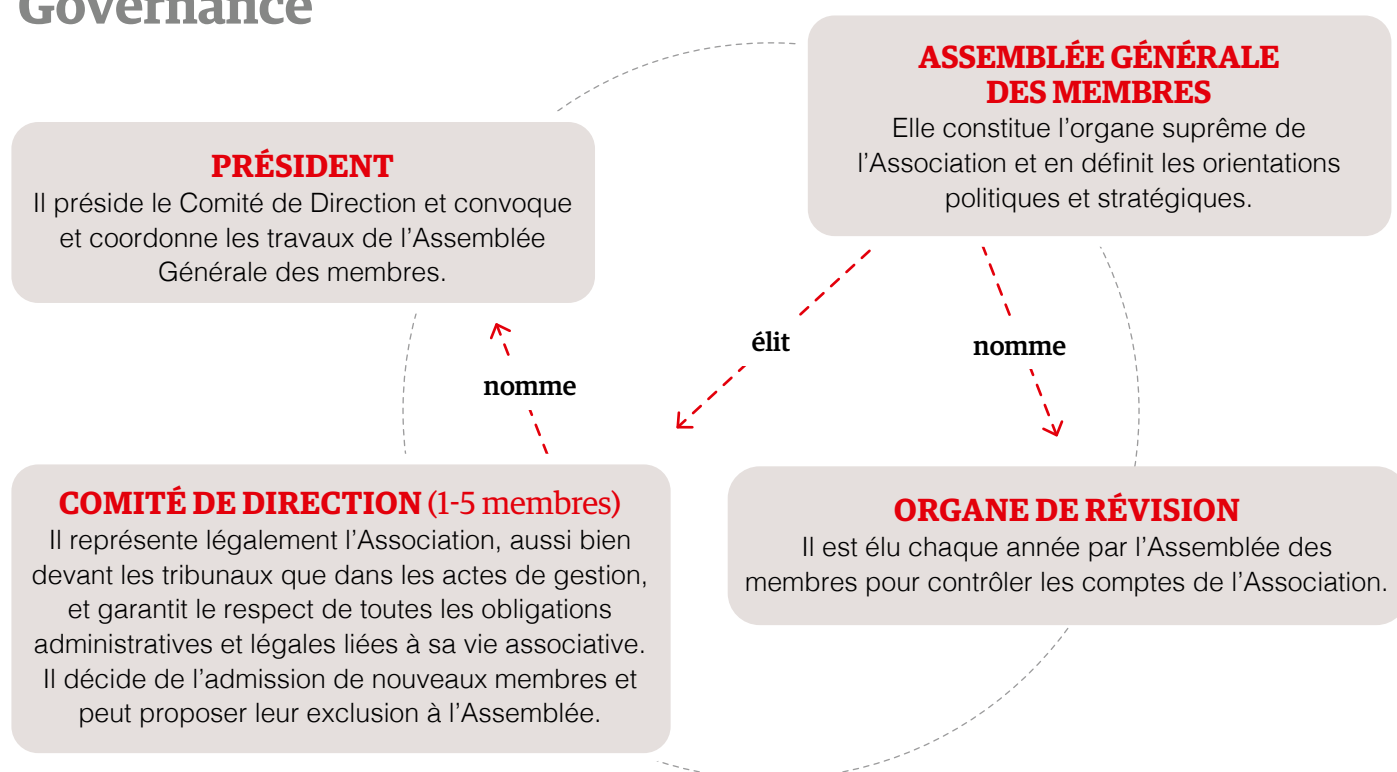 Governance
ASSEMBLÉE GÉNÉRALE
DES MEMBRES
Elle constitue l’organe suprême de
l’Association et en définit les orientations
politiques et stratégiques.
PRÉSIDENT
Il préside le Comité de Direction et convoque
et coordonne les travaux de l’Assemblée
Générale des membres.
élit
nomme
nomme
COMITÉ DE DIRECTION (1-5 membres)
Il représente légalement l’Association, aussi bien
devant les tribunaux que dans les actes de gestion,
et garantit le respect de toutes les obligations
administratives et légales liées à sa vie associative.
Il décide de l’admission de nouveaux membres et
peut proposer leur exclusion à l’Assemblée.
ORGANE DE RÉVISION
Il est élu chaque année par l’Assemblée des
membres pour contrôler les comptes de l’Association.